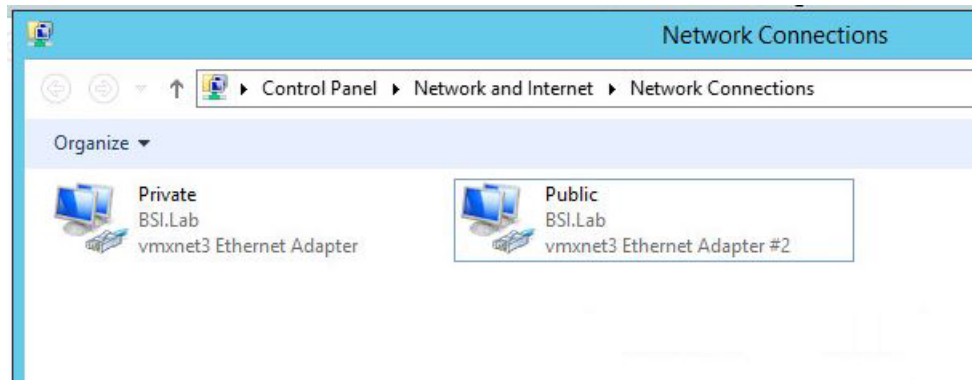 Network Connections
Control Panel Network and Internet Network Connections
Organize
Private
BSI.Lab
vmxnet3 Ethernet Adapter
Public
BSI.Lab
vmxnet3 Ethernet Adapter #2